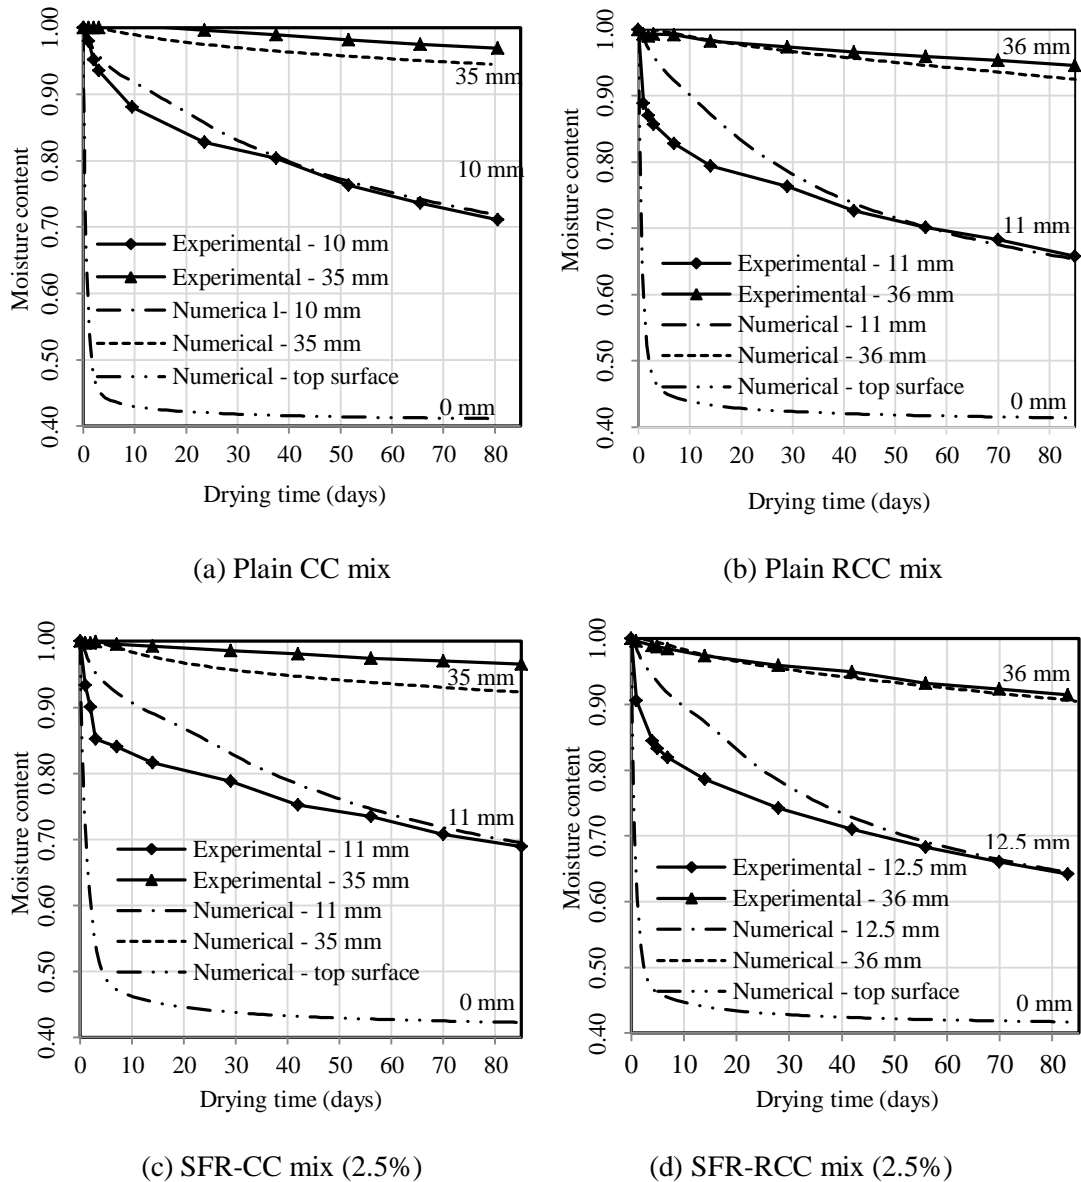 1.00
0.90
0.80
0.70
0.60
0.50
0.40
Moisture content
35 mm
10 mm
Experimental - 10 mm
Experimental - 35 mm
Numerica l- 10 mm
Numerical - 35 mm
Numerical - top surface
0 mm
0 10 20 30 40 50 60 70 80
Drying time (days)
(a) Plain CC mix
1.00
0.90
0.80
0.70
0.60
0.50
0.40
Moisture content
36 mm
11 mm
Experimental - 11 mm
Experimental - 36 mm
Numerical - 11 mm
Numerical - 36 mm
Numerical - top surface
0 mm
0 10 20 30 40 50 60 70 80
Drying time (days)
(b) Plain RCC mix
1.00
0.90
0.80
0.70
0.60
0.50
0.40
Moisture content
35 mm
11 mm
Experimental - 11 mm
Experimental - 35 mm
Numerical - 11 mm
Numerical - 35 mm
Numerical - top surface
0 mm
0 10 20 30 40 50 60 70 80
Drying time (days)
(c) SFR-CC mix (2.5%)
1.00
0.90
0.80
0.70
0.60
0.50
0.40
Moisture content
36 mm
12.5 mm
Experimental - 12.5 mm
Experimental - 36 mm
Numerical - 12.5 mm
Numerical - 36 mm
Numerical - top surface
0 mm
0 10 20 30 40 50 60 70 80
Drying time (days)
(d) SFR-RCC mix (2.5%)